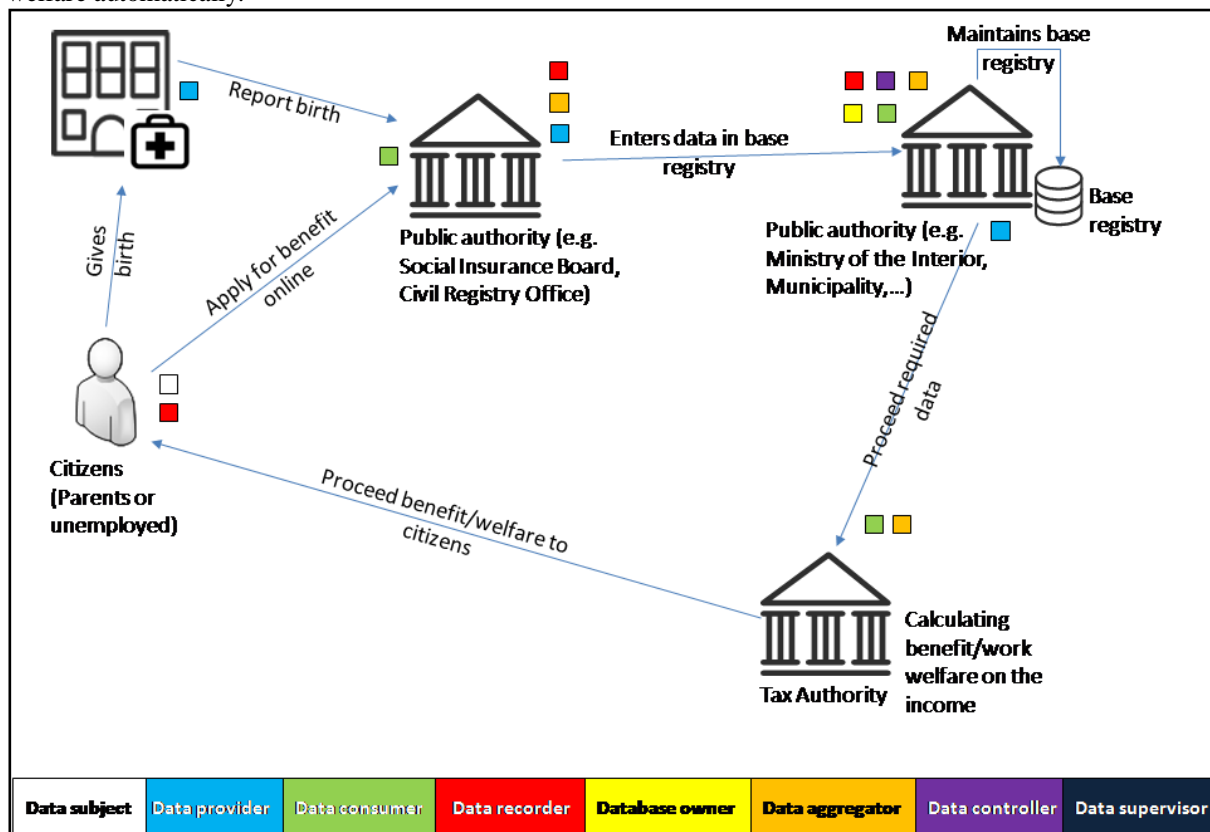 welfare automatically.
Maintains base
registry
Report birth
Enters data in base
registry
Base
registry
Gives
birth
Apply for benefit
online
Public authority (e.g.
Social Insurance Board,
Civil Registry Office)
Public authority (e.g.
Ministry of the Interior,
Municipality,...)
Proceed required
data
Citizens
(Parents or
unemployed)
Proceed benefit/welfare to
citizens
Tax Authority
Calculating
benefit/work
welfare on the
income
Data subject
Data provider
Data consumer
Data recorder
Database owner
Data aggregator
Data controller
Data supervisor